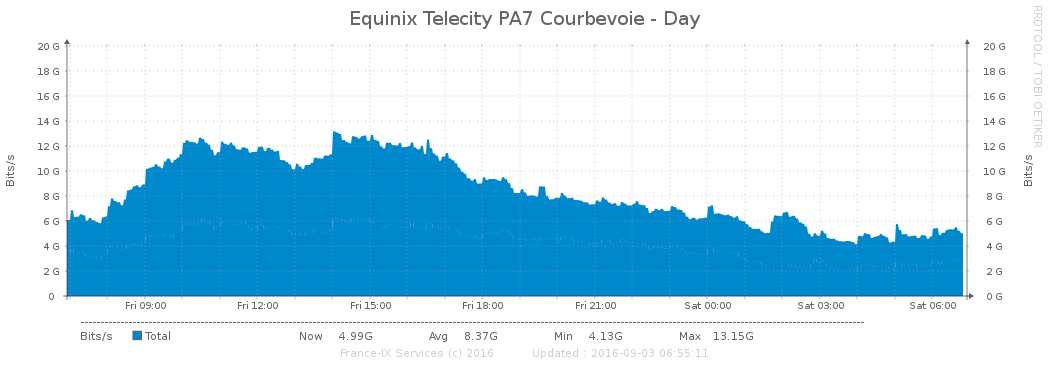 Equinix Telecity PA7 Courbevoie - Day
RRDTOOL / TOBI OETIKER
Bits/s
20 G 20 G
18 G 18 G
16 G 16 G
14 G 14 G
12 G 12 G
10 G 10 G
8 G 8 G
6 G 6 G
4 G 4 G
2 G 2 G
0 0 G
Bits/s
Fri 09:00 Fri 12:00 Fri 15:00 Fri 18:00 Fri 21:00 Sat 00:00 Sat 03:00 Sat 06:00
Bits/s Total Now 4.99G Avg 8.37G Min 4.13G Max 13.15G
France-IX Services (c) 2016 Updated : 2016-09-03 06:55:11